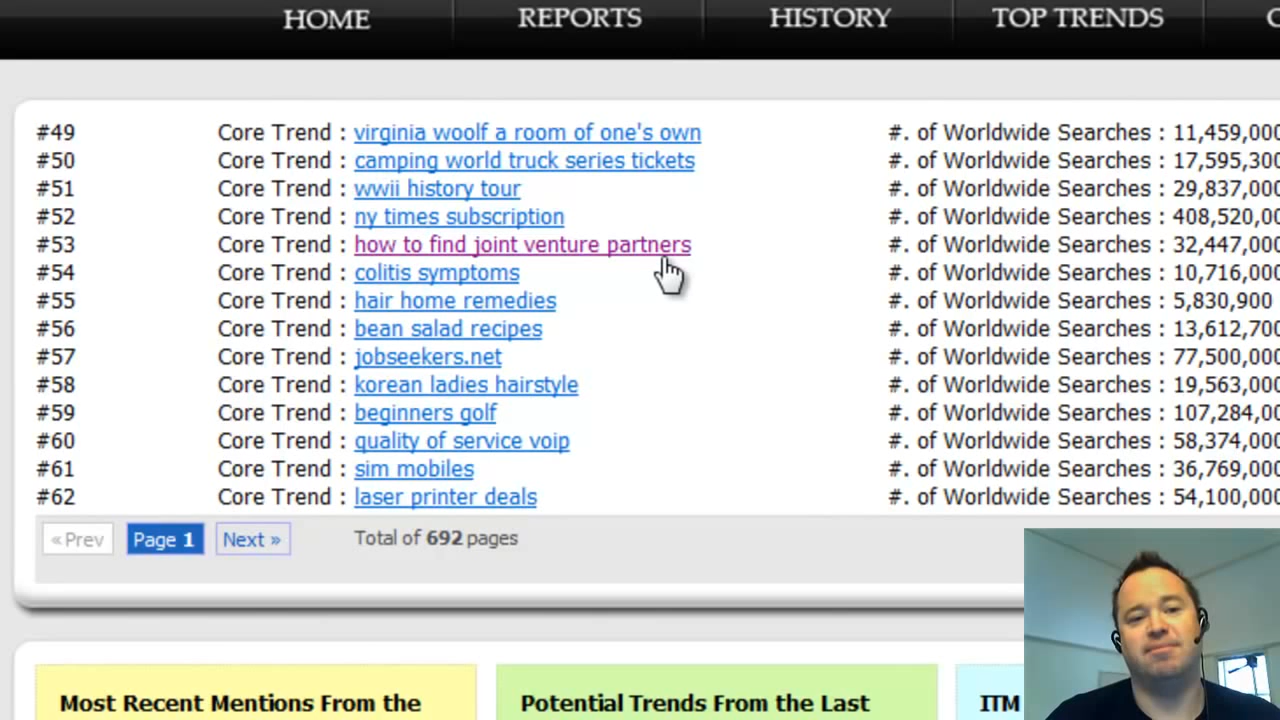 HOME REPORTS HISTORY TOP TRENDS
#49 Core Trend : virginia woolf a room of one's own #. of Worldwide Searches : 11,459,000
#50 Core Trend : camping world truck series tickets #. of Worldwide Searches : 17,595,300
#51 Core Trend : wwii history tour #. of Worldwide Searches : 29,837,000
#52 Core Trend : ny times subscription #. of Worldwide Searches : 408,520,00
#53 Core Trend : how to find joint venture partners #. of Worldwide Searches : 32,447,000
#54 Core Trend : colitis symptoms #. of Worldwide Searches : 10,716,000
#55 Core Trend : hair home remedies #. of Worldwide Searches : 5,830,900
#56 Core Trend : bean salad recipes #. of Worldwide Searches : 13,612,700
#57 Core Trend : jobseekers.net #. of Worldwide Searches : 77,500,000
#58 Core Trend : korean ladies hairstyle #. of Worldwide Searches : 19,563,000
#59 Core Trend : beginners golf #. of Worldwide Searches : 107,284,00
#60 Core Trend : quality of service voip #. of Worldwide Searches : 58,374,000
#61 Core Trend : sim mobiles #. of Worldwide Searches : 36,769,000
#62 Core Trend : laser printer deals #. of Worldwide Searches : 54,100,000
« Prev Page 1 Next » Total of 692 pages
Most Recent Mentions From the Potential Trends From the Last ITM